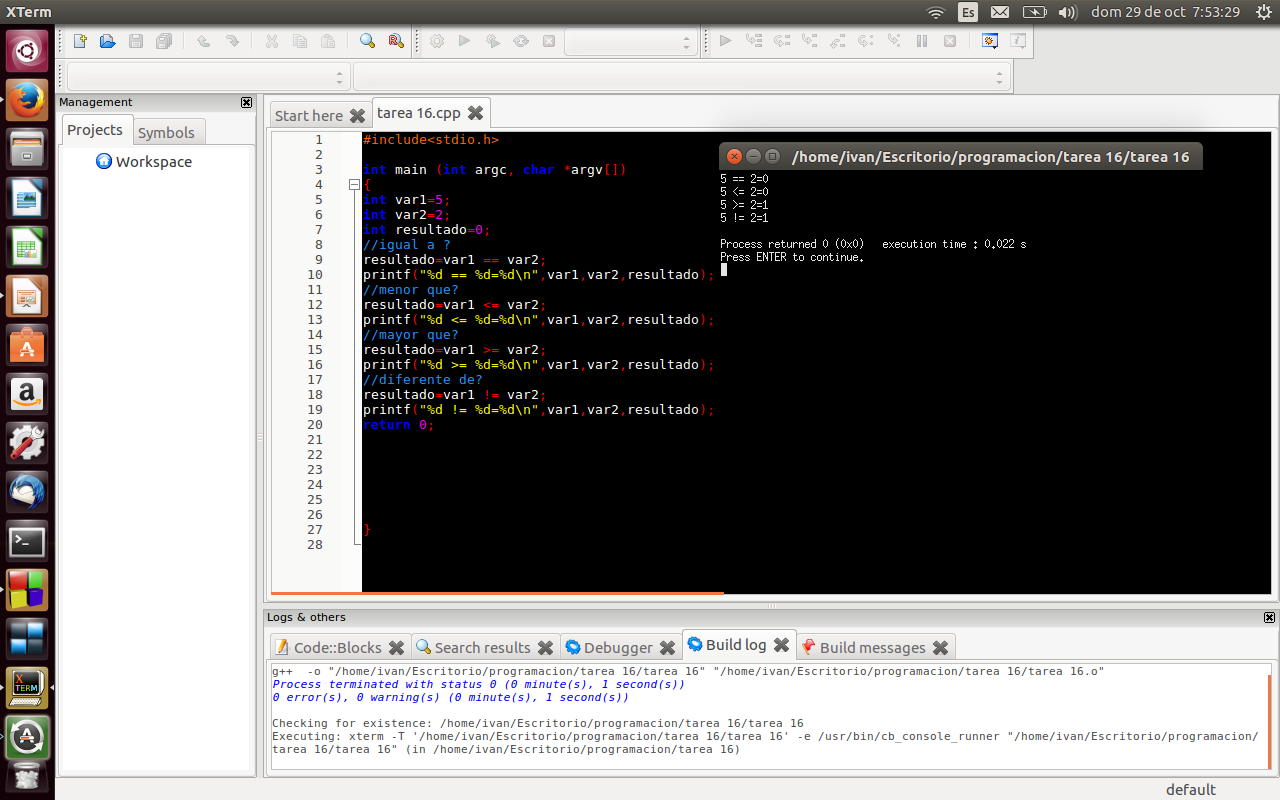 XTerm
Es
dom 29 de oct 7:53:29
Management
Projects
Symbols
Workspace
Start here
tarea 16.cpp
1 #include<stdio.h>
2
3 int main (int argc, char *argv[])
4 {
5 int var1=5;
6 int var2=2;
7 int resultado=0;
8 //igual a ?
9 resultado=var1 == var2;
10 printf("%d == %d=%d\n",var1,var2,resultado);
11 //menor que?
12 resultado=var1 <= var2;
13 printf("%d <= %d=%d\n",var1,var2,resultado);
14 //mayor que?
15 resultado=var1 >= var2;
16 printf("%d >= %d=%d\n",var1,var2,resultado);
17 //diferente de?
18 resultado=var1 != var2;
19 printf("%d != %d=%d\n",var1,var2,resultado);
20 return 0;
21
22
23
24
25
26
27 }
28
/home/ivan/Escritorio/programacion/tarea 16/tarea 16
5 == 2=0
5 <= 2=0
5 >= 2=1
5 != 2=1
Process returned 0 (0x0)   execution time : 0.022 s
Press ENTER to continue.
X
TERM
Logs & others
Code::Blocks
Search results
Debugger
Build log
Build messages
g++  -o "/home/ivan/Escritorio/programacion/tarea 16/tarea 16" "/home/ivan/Escritorio/programacion/tarea 16/tarea 16.o"
Process terminated with status 0 (0 minute(s), 1 second(s))
0 error(s), 0 warning(s) (0 minute(s), 1 second(s))
Checking for existence: /home/ivan/Escritorio/programacion/tarea 16/tarea 16
Executing: xterm -T '/home/ivan/Escritorio/programacion/tarea 16/tarea 16' -e /usr/bin/cb_console_runner "/home/ivan/Escritorio/programacion/
tarea 16/tarea 16" (in /home/ivan/Escritorio/programacion/tarea 16)
default